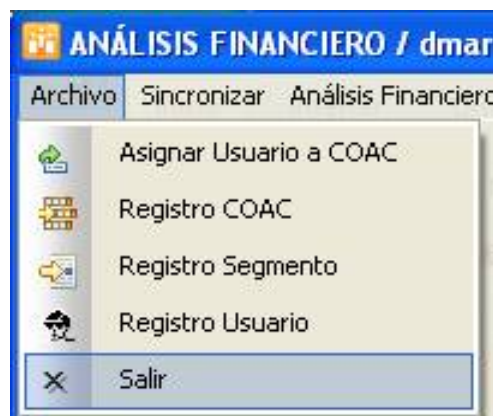 ANÁLISIS FINANCIERO / dmar
Archivo Sincronizar Análisis Financiero
Asignar Usuario a COAC
Registro COAC
Registro Segmento
Registro Usuario
Salir